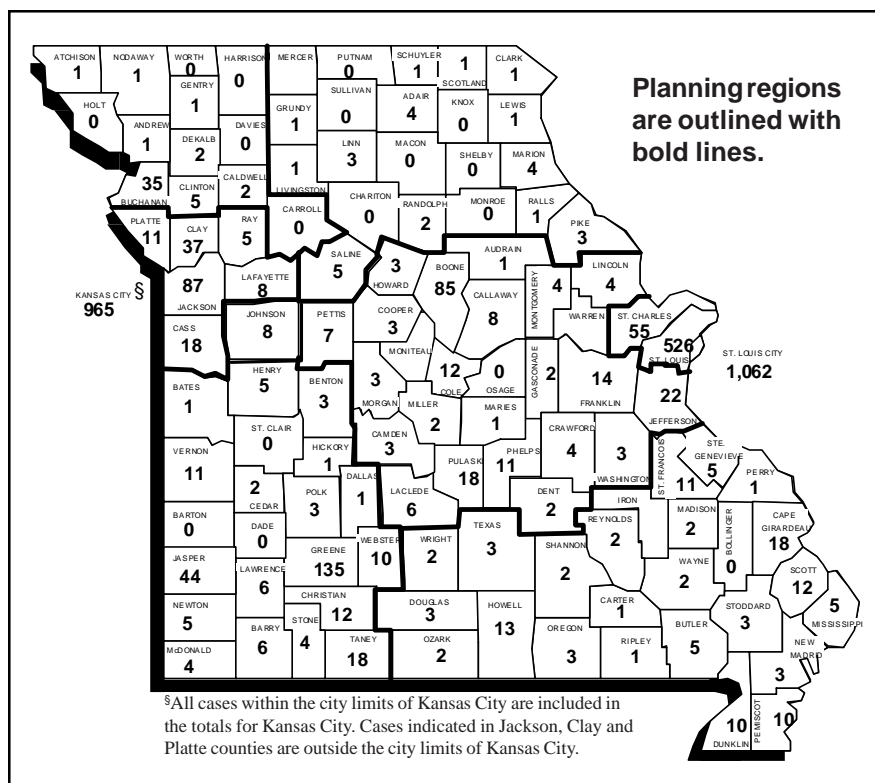 ATCHISON
1
NODAWAY
1
WORTH
0
HARRISON
0
MERCER
PUTNAM
0
SCHUYLER
1
1
SCOTLAND
CLARK
1
Planning regions
are outlined with
bold lines.
HOLT
0
GENTRY
1
SULLIVAN
0
ADAIR
4
KNOX
0
LEWIS
1
ANDREW
1
DEKALB
2
DAVIES
0
GRUNDY
1
LINN
3
MACON
0
SHELBY
0
MARION
4
35
BUCHANAN
CLINTON
5
CALDWELL
2
1
LIVINGSTON
CHARITON
0
RANDOLPH
2
MONROE
0
RALLS
1
PIKE
3
PLATTE
11
CLAY
37
RAY
5
CARROLL
0
SALINE
5
3
HOWARD
BOONE
85
AUDRAIN
1
KANSAS CITY §
965
87
JACKSON
LAFAYETTE
8
CALLAWAY
8
MONTGOMERY
4
LINCOLN
4
WARREN
ST. CHARLES
55
526
ST. LOUIS
ST. LOUIS CITY
1,062
CASS
18
JOHNSON
8
PETTIS
7
COOPER
3
MONITEAU
12
COLE
0
OSAGE
GASCONADE
2
14
FRANKLIN
22
JEFFERSON
BATES
1
HENRY
5
BENTON
3
3
MORGAN
MILLER
2
MARIES
1
ST. CLAIR
0
HICKORY
1
CAMDEN
3
PULASKI
18
PHELPS
11
CRAWFORD
4
3
WASHINGTON
ST. FRANCOIS
11
STE.
GENEVIEVE
5
PERRY
1
VERNON
11
2
CEDAR
POLK
3
DALLAS
1
LACLEDE
6
DENT
2
IRON
REYNOLDS
2
MADISON
2
BOLLINGER
0
CAPE
GIRARDEAU
18
BARTON
0
DADE
0
GREENE
135
WEBSTER
10
WRIGHT
2
TEXAS
3
SHANNON
2
WAYNE
2
SCOTT
12
JASPER
44
LAWRENCE
6
CHRISTIAN
12
DOUGLAS
3
HOWELL
13
CARTER
1
STODDARD
3
5
MISSISSIPPI
NEWTON
5
BARRY
6
STONE
4
TANEY
18
OZARK
2
OREGON
3
RIPLEY
1
BUTLER
5
NEW
MADRID
3
McDONALD
4
10
DUNKLIN
PEMISCOT
10
§All cases within the city limits of Kansas City are included in
the totals for Kansas City. Cases indicated in Jackson, Clay and
Platte counties are outside the city limits of Kansas City.